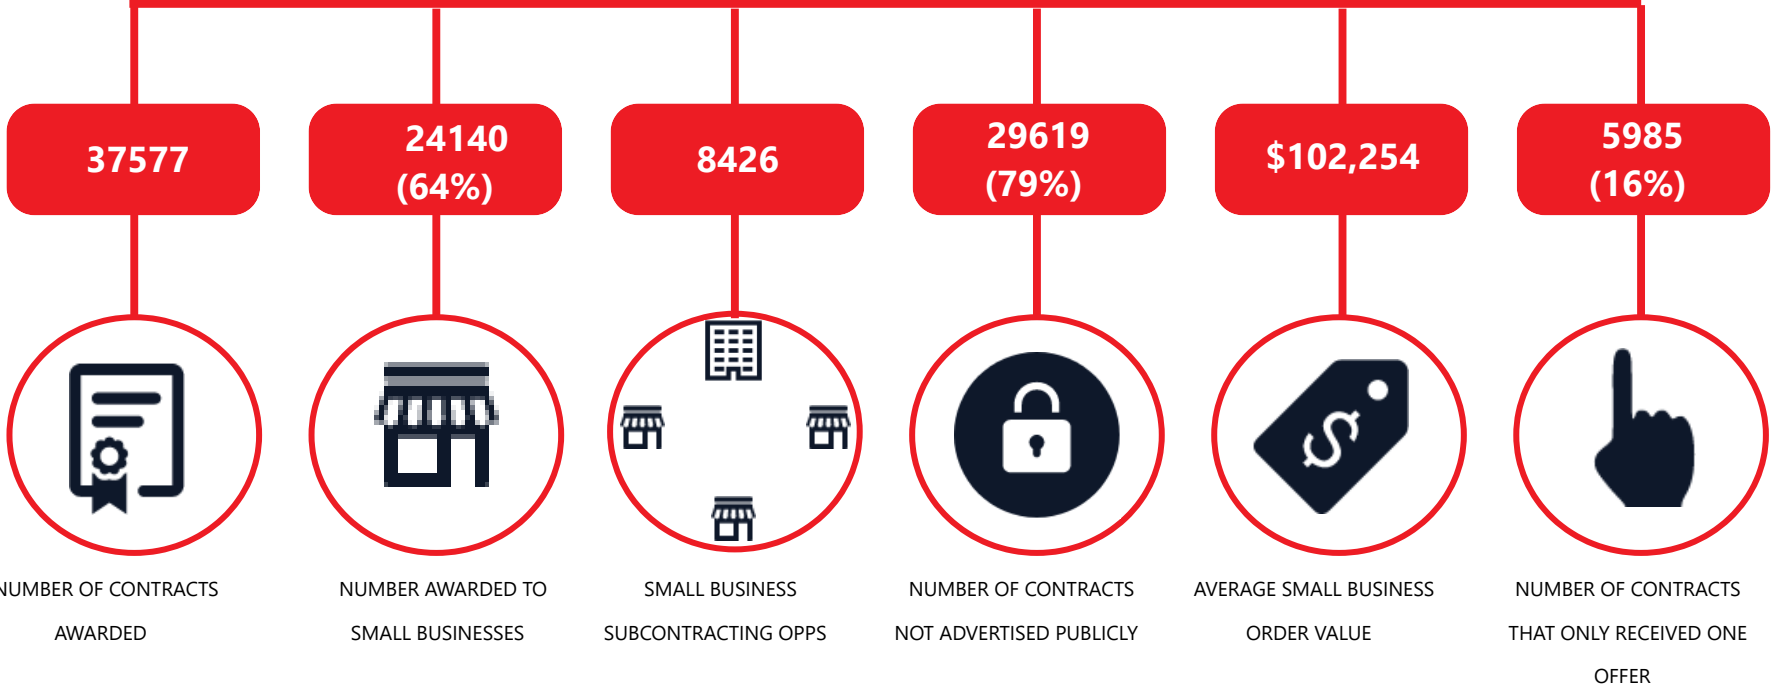 37577
24140
(64%)
8426
29619
(79%)
$102,254
5985
(16%)
NUMBER OF CONTRACTS
AWARDED
NUMBER AWARDED TO
SMALL BUSINESSES
SMALL BUSINESS
SUBCONTRACTING OPPS
NUMBER OF CONTRACTS
NOT ADVERTISED PUBLICLY
AVERAGE SMALL BUSINESS
ORDER VALUE
NUMBER OF CONTRACTS
THAT ONLY RECEIVED ONE
OFFER